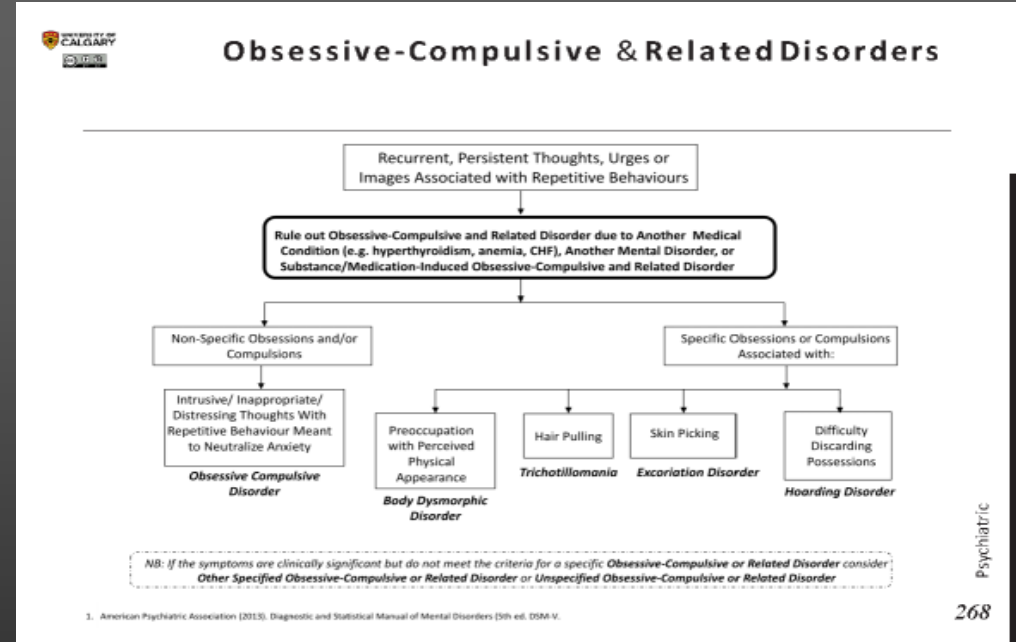 UNIVERSITY OF
CALGARY
Obsessive-Compulsive & Related Disorders
Recurrent, Persistent Thoughts, Urges or
Images Associated with Repetitive Behaviours
Rule out Obsessive-Compulsive and Related Disorder due to Another Medical
Condition (e.g. hyperthyroidism, anemia, CHF), Another Mental Disorder, or
Substance/Medication-Induced Obsessive-Compulsive and Related Disorder
Non-Specific Obsessions and/or
Compulsions
Specific Obsessions or Compulsions
Associated with:
Intrusive/ Inappropriate/
Distressing Thoughts With
Repetitive Behaviour Meant
to Neutralize Anxiety
Obsessive Compulsive
Disorder
Preoccupation
with Perceived
Physical
Appearance
Body Dysmorphic
Disorder
Hair Pulling
Trichotillomania
Skin Picking
Excoriation Disorder
Difficulty
Discarding
Possessions
Hoarding Disorder
NB: If the symptoms are clinically significant but do not meet the criteria for a specific Obsessive-Compulsive or Related Disorder consider
Other Specified Obsessive-Compulsive or Related Disorder or Unspecified Obsessive-Compulsive or Related Disorder
1. American Psychiatric Association (2013). Diagnostic and Statistical Manual of Mental Disorders (5th ed. DSM-V.
Psychiatric
268